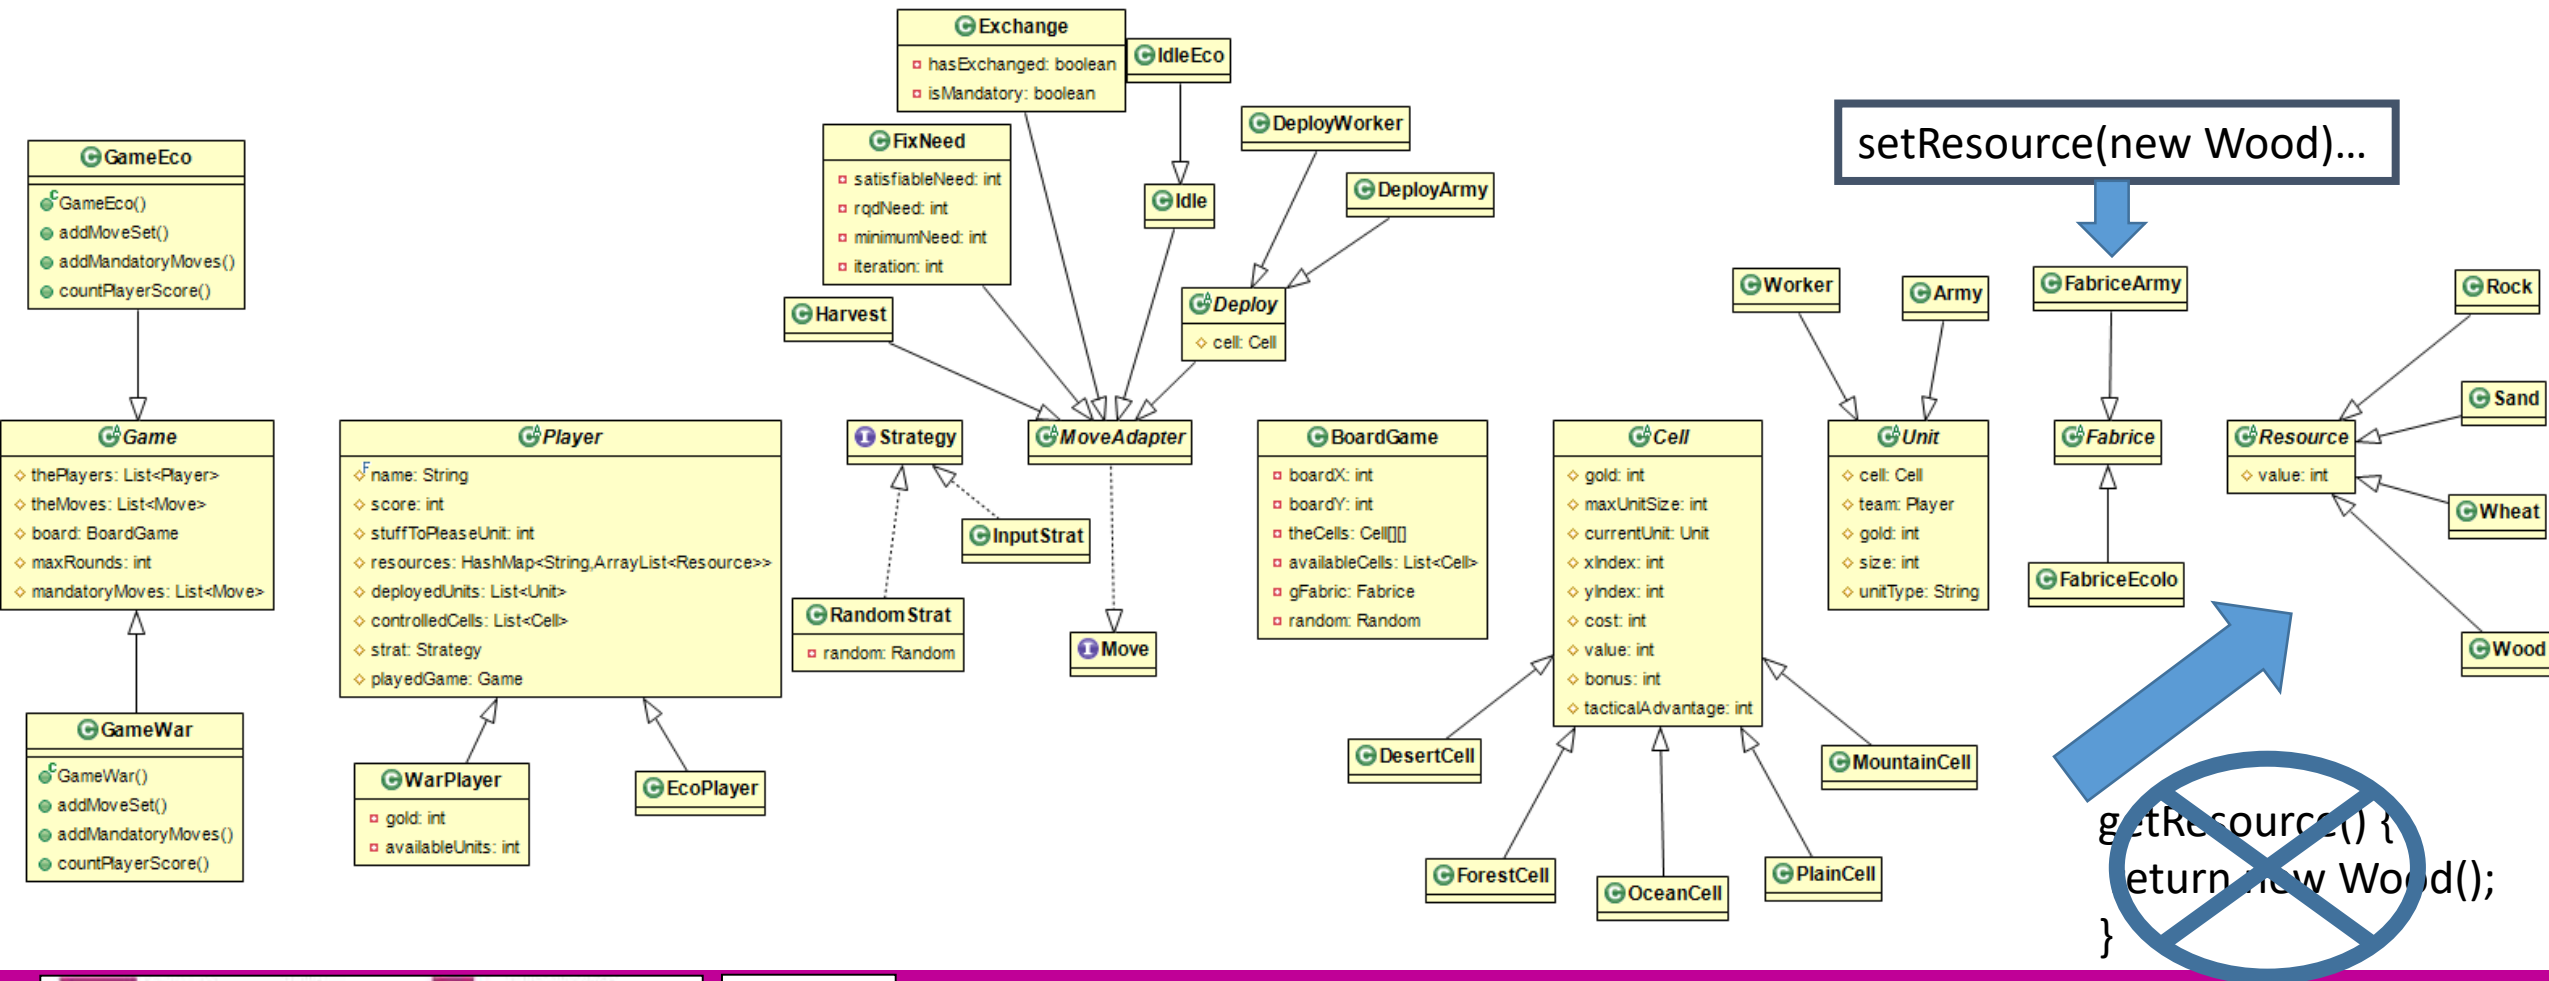 Exchange
hasExchanged: boolean
isMandatory: boolean
IdleEco
FixNeed
satisfiableNeed: int
rqdNeed: int
minimumNeed: int
iteration: int
DeployWorker
DeployArmy
Idle
Harvest
Deploy
cell: Cell
setResource(new Wood)...
GameEco
GameEco()
addMoveSet()
addMandatoryMoves()
countPlayerScore()
Game
thePlayers: List<Player>
theMoves: List<Move>
board: BoardGame
maxRounds: int
mandatoryMoves: List<Move>
GameWar
GameWar()
addMoveSet()
addMandatoryMoves()
countPlayerScore()
Player
name: String
score: int
stuffToPleaseUnit: int
resources: HashMap<String,ArrayList<Resource>>
deployedUnits: List<Unit>
controlledCells: List<Cell>
strat: Strategy
playedGame: Game
WarPlayer
gold: int
availableUnits: int
EcoPlayer
Strategy
InputStrat
RandomStrat
random: Random
MoveAdapter
Move
BoardGame
boardX: int
boardY: int
theCells: Cell[][]
availableCells: List<Cell>
gFabric: Fabrice
random: Random
Cell
gold: int
maxUnitSize: int
currentUnit: Unit
xIndex: int
yIndex: int
cost: int
value: int
bonus: int
tacticalAdvantage: int
DesertCell
ForestCell
OceanCell
PlainCell
MountainCell
Worker
Army
Unit
cell: Cell
team: Player
gold: int
size: int
unitType: String
FabriceArmy
Fabrice
FabriceEcolo
Rock
Sand
Resource
value: int
Wheat
Wood
getResource() {
return new Wood();
}